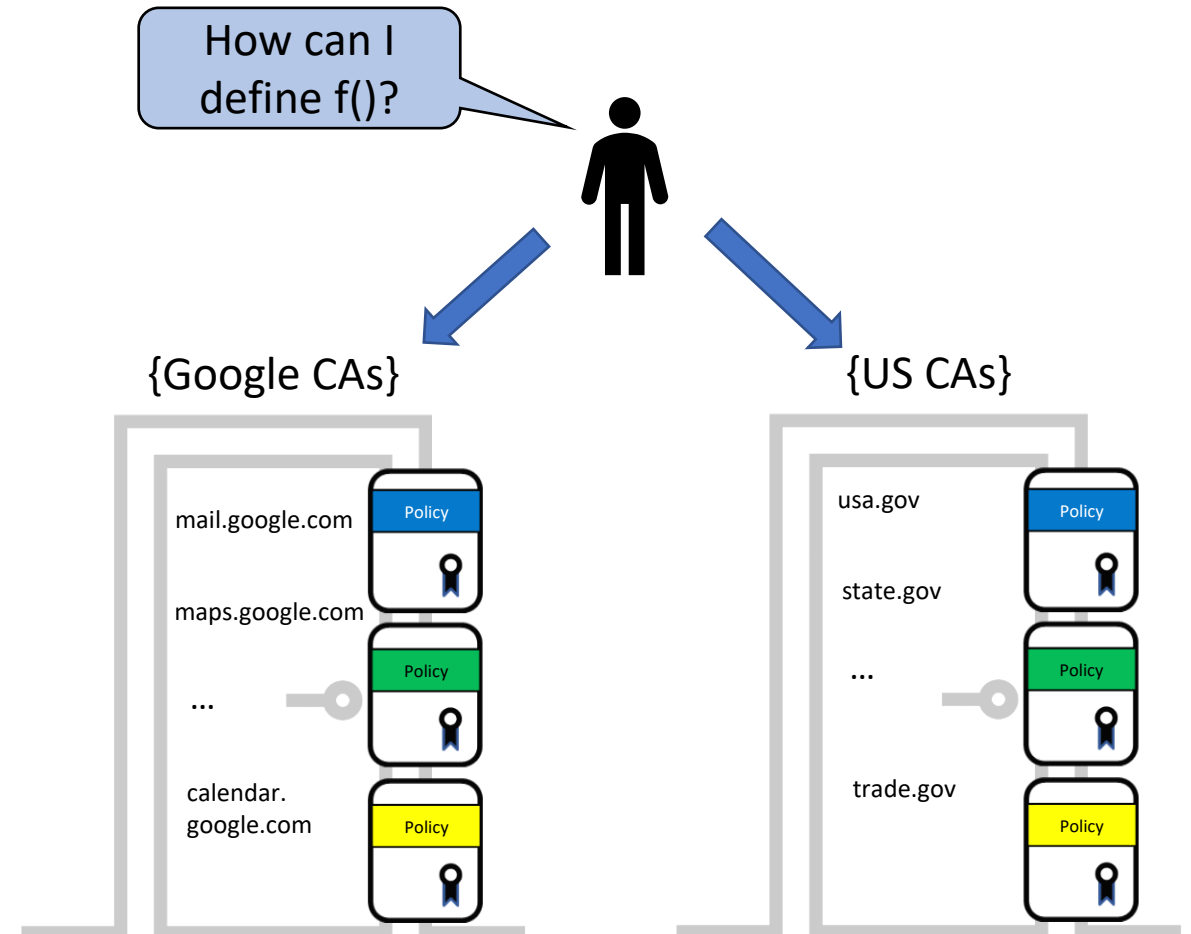 How can I
define f()?
{Google CAs}
mail.google.com
maps.google.com
...
calendar.
google.com
Policy
Policy
Policy
{US CAs}
usa.gov
state.gov
...
trade.gov
Policy
Policy
Policy